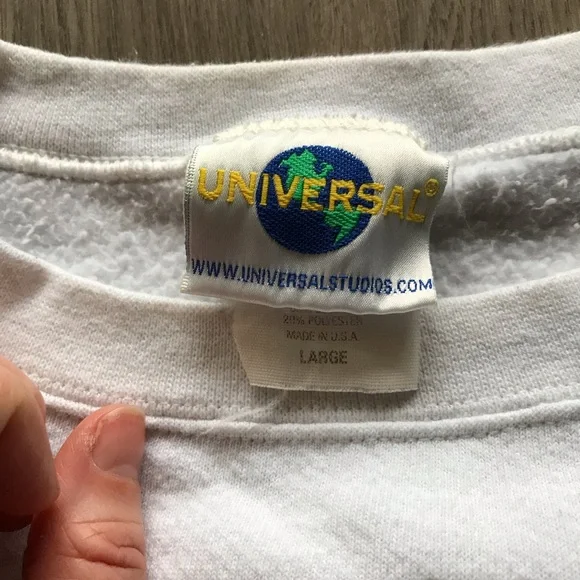 UNIVERSAL®
WWW.UNIVERSALSTUDIOS.COM
20% POLYESTER
MADE IN U.S.A.
LARGE